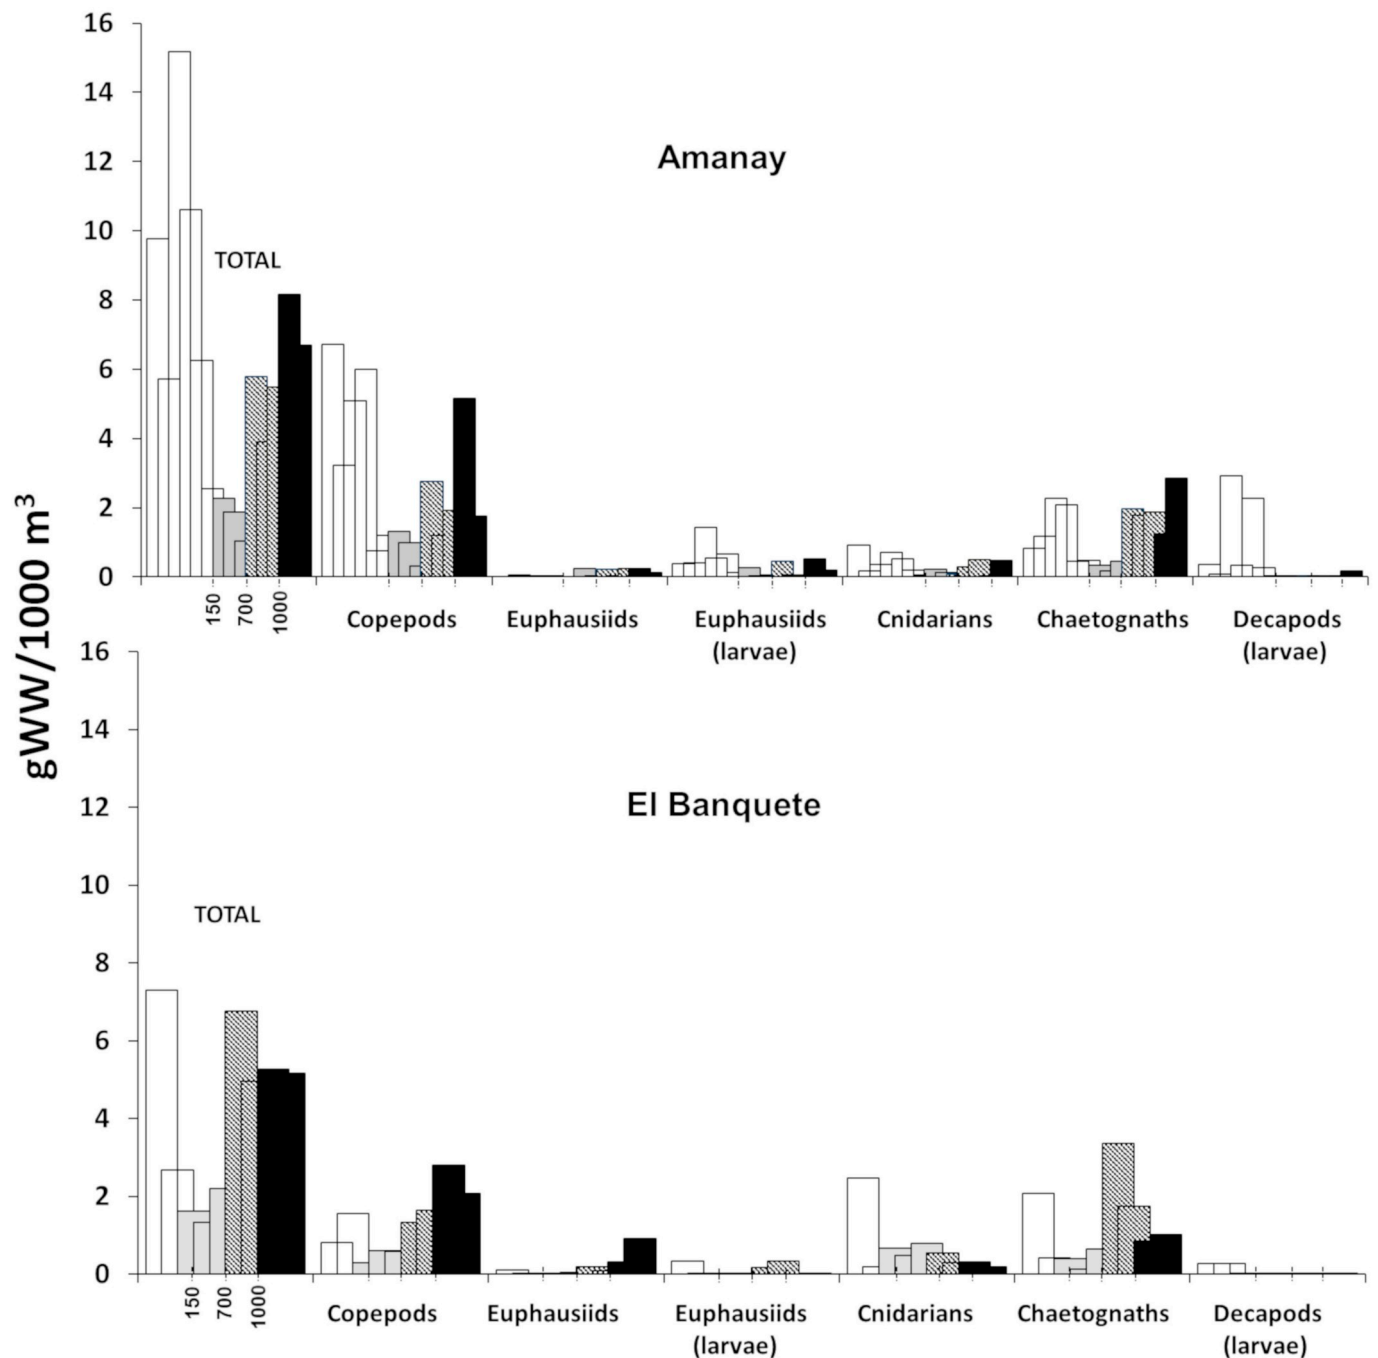 16
14
12
10
8
6
4
2
0
Amanay
TOTAL
150
700
1000
Copepods
Euphausiids
Euphausiids
(larvae)
Cnidarians
Chaetognaths
Decapods
(larvae)
gWW/1000 m³
16
14
12
10
8
6
4
2
0
El Banquete
TOTAL
150
700
1000
Copepods
Euphausiids
Euphausiids
(larvae)
Cnidarians
Chaetognaths
Decapods
(larvae)